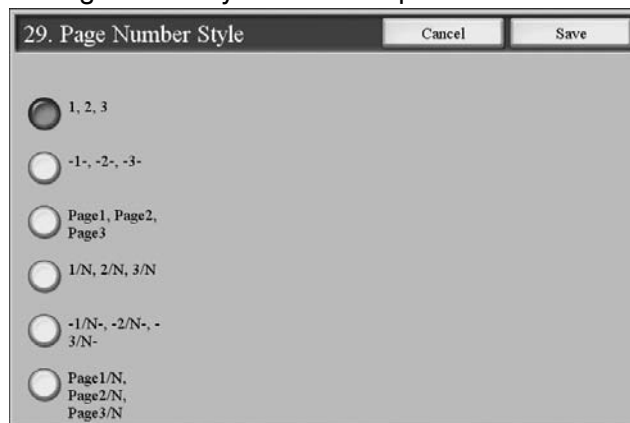 29. Page Number Style Cancel Save
1, 2, 3
-1-, -2-, -3-
Page1, Page2,
Page3
1/N, 2/N, 3/N
-1/N-, -2/N-, -
3/N-
Page1/N,
Page2/N,
Page3/N